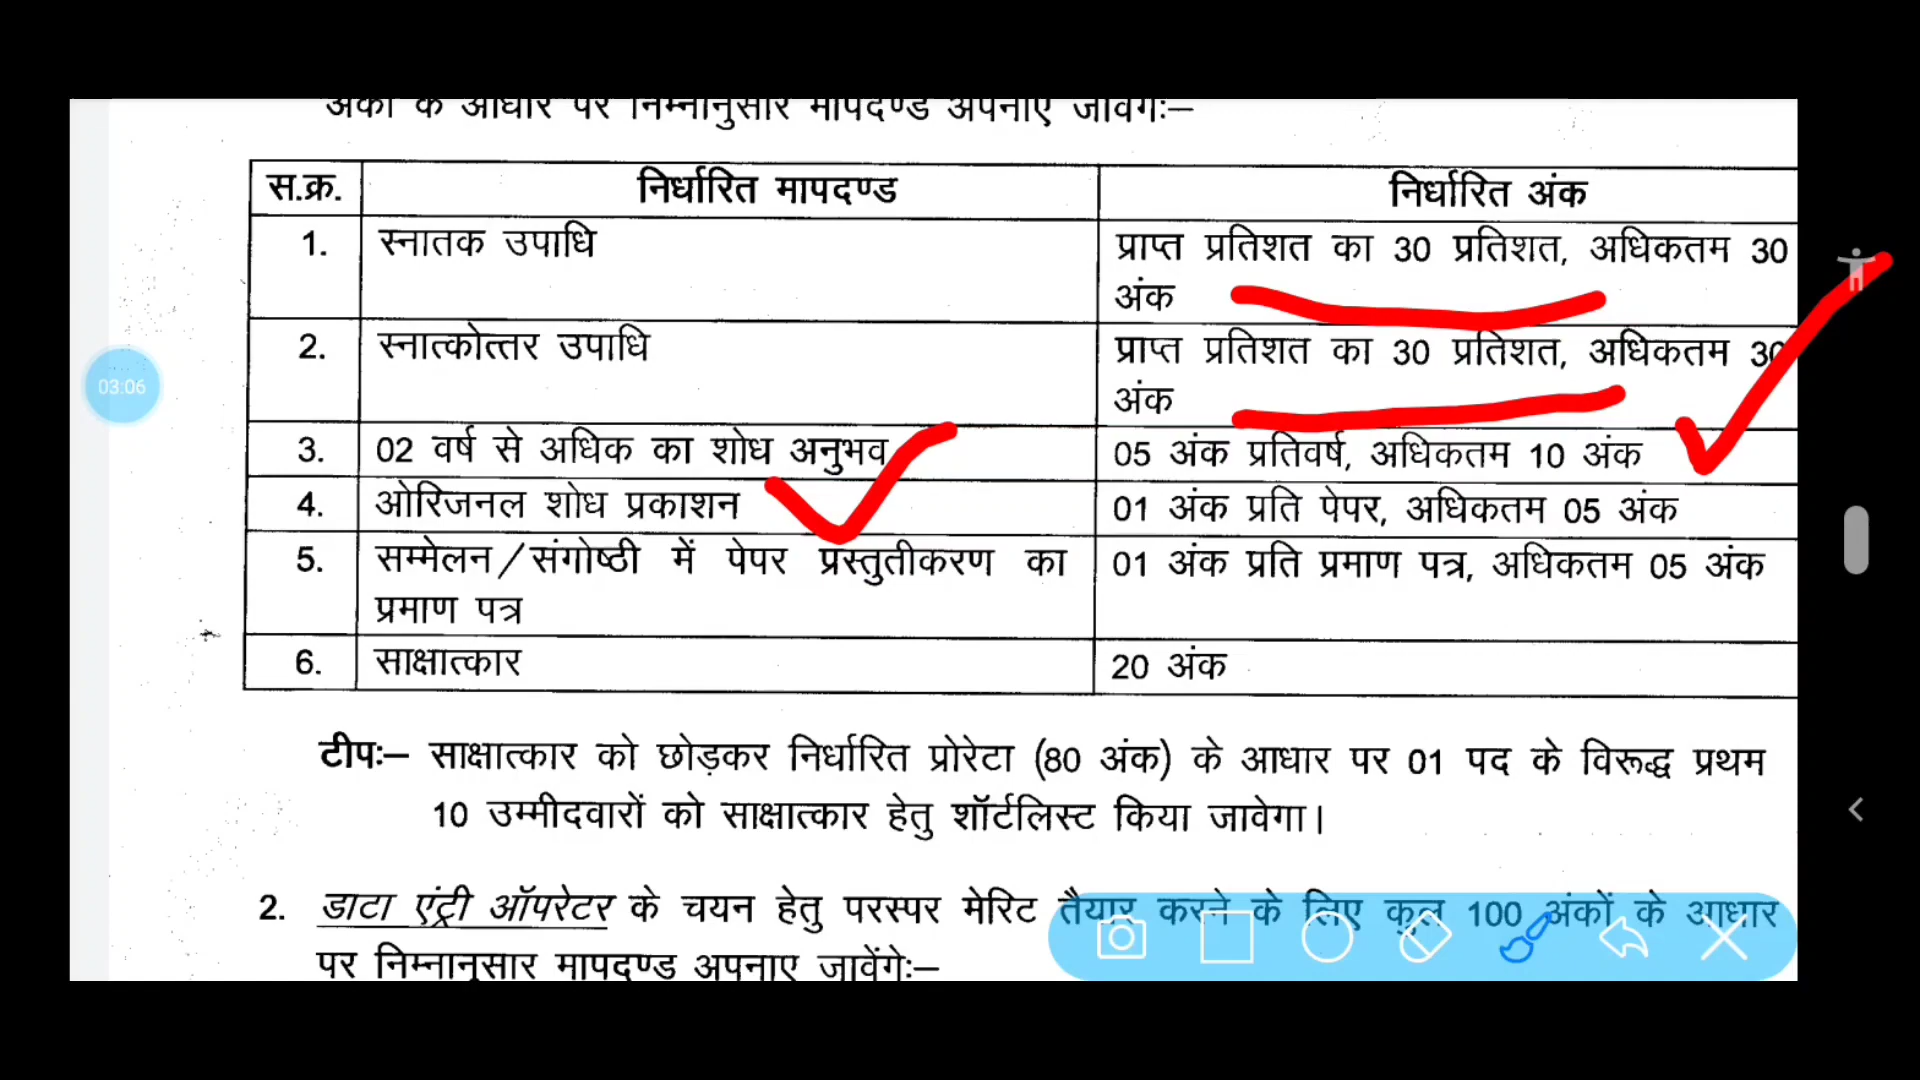 अंकों के आधार पर निम्नानुसार मापदण्ड अपनाए जावेंगेः–
स.क्र. निर्धारित मापदण्ड निर्धारित अंक
1. स्नातक उपाधि प्राप्त प्रतिशत का 30 प्रतिशत, अधिकतम 30
अंक
2. स्नात्कोत्तर उपाधि प्राप्त प्रतिशत का 30 प्रतिशत, अधिकतम 30
अंक
3. 02 वर्ष से अधिक का शोध अनुभव 05 अंक प्रतिवर्ष, अधिकतम 10 अंक
4. ओरिजनल शोध प्रकाशन 01 अंक प्रति पेपर, अधिकतम 05 अंक
5. सम्मेलन/संगोष्ठी में पेपर प्रस्तुतीकरण का 01 अंक प्रति प्रमाण पत्र, अधिकतम 05 अंक
प्रमाण पत्र
6. साक्षात्कार 20 अंक
टीपः– साक्षात्कार को छोड़कर निर्धारित प्रोरेटा (80 अंक) के आधार पर 01 पद के विरूद्ध प्रथम
10 उम्मीदवारों को साक्षात्कार हेतु शॉर्टलिस्ट किया जावेगा।
2. डाटा एंट्री ऑपरेटर के चयन हेतु परस्पर मेरिट तैयार करने के लिए कुल 100 अंकों के आधार
पर निम्नानुसार मापदण्ड अपनाए जावेंगेः–
03:06